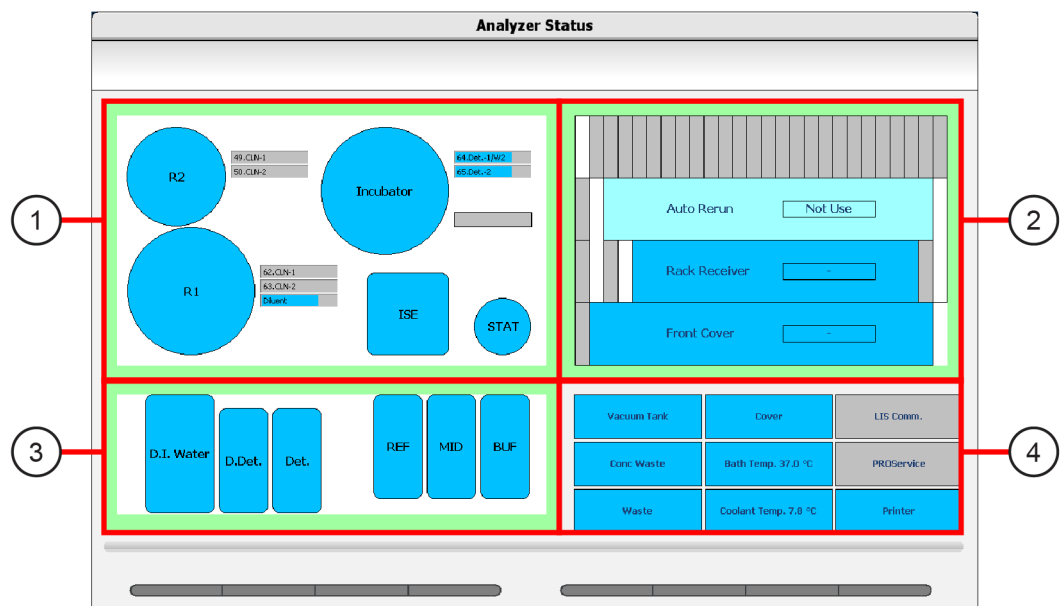 Analyzer Status
1
R2
49.CLN-1
50.CLN-2
Incubator
64.Det.-1/W2
65.Det.-2
R1
62.CLN-1
63.CLN-2
Diluent
ISE
STAT
2
Auto Rerun Not Use
Rack Receiver -
Front Cover -
3
D.I. Water D.Det. Det. REF MID BUF
4
Vacuum Tank Cover LIS Comm.
Conc Waste Bath Temp. 37.0 °C PROService
Waste Coolant Temp. 7.8 °C Printer